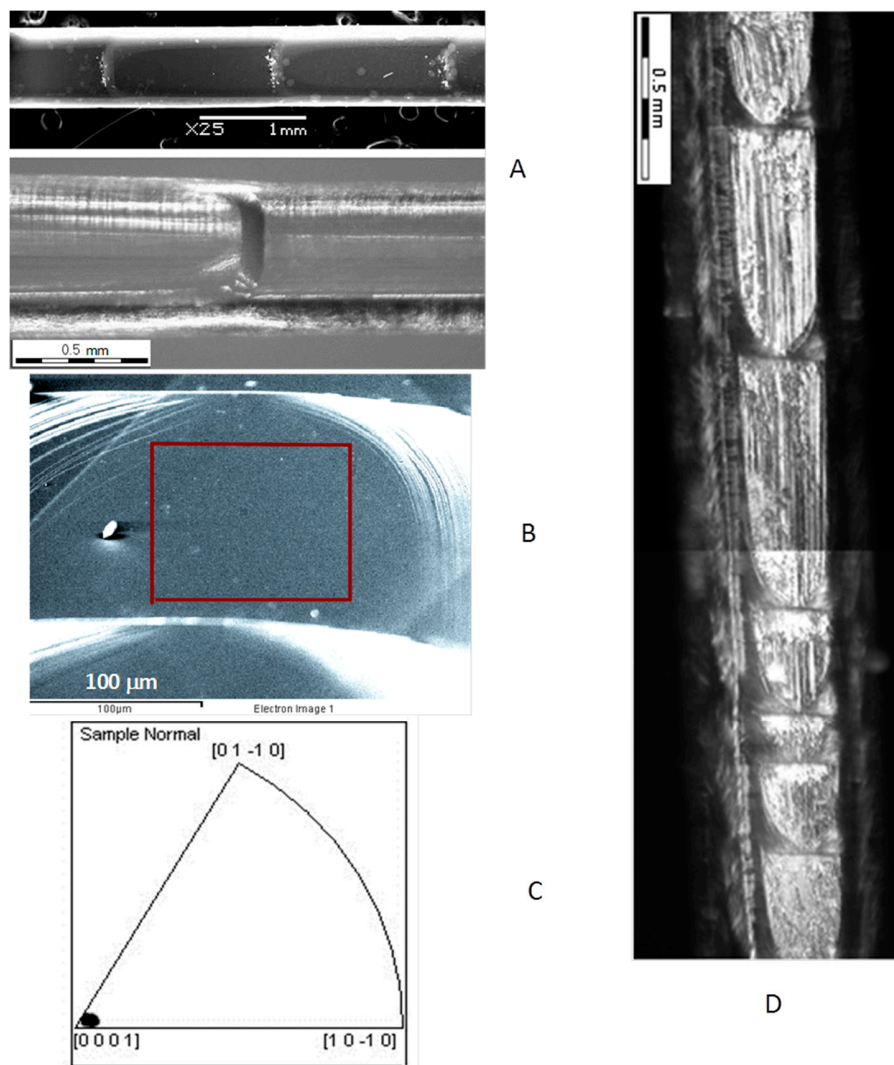 X25 1mm
A
0.5 mm
0.5 mm
B
100 µm
100µm Electron Image 1
Sample Normal
[0 1 -1 0]
C
[0 0 0 1] [1 0 -1 0]
D